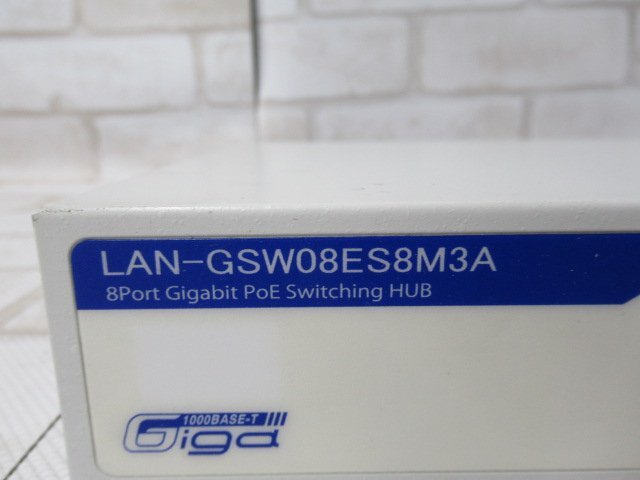 LAN-GSW08ES8M3A
8Port Gigabit PoE Switching HUB
1000BASE-T
Giga